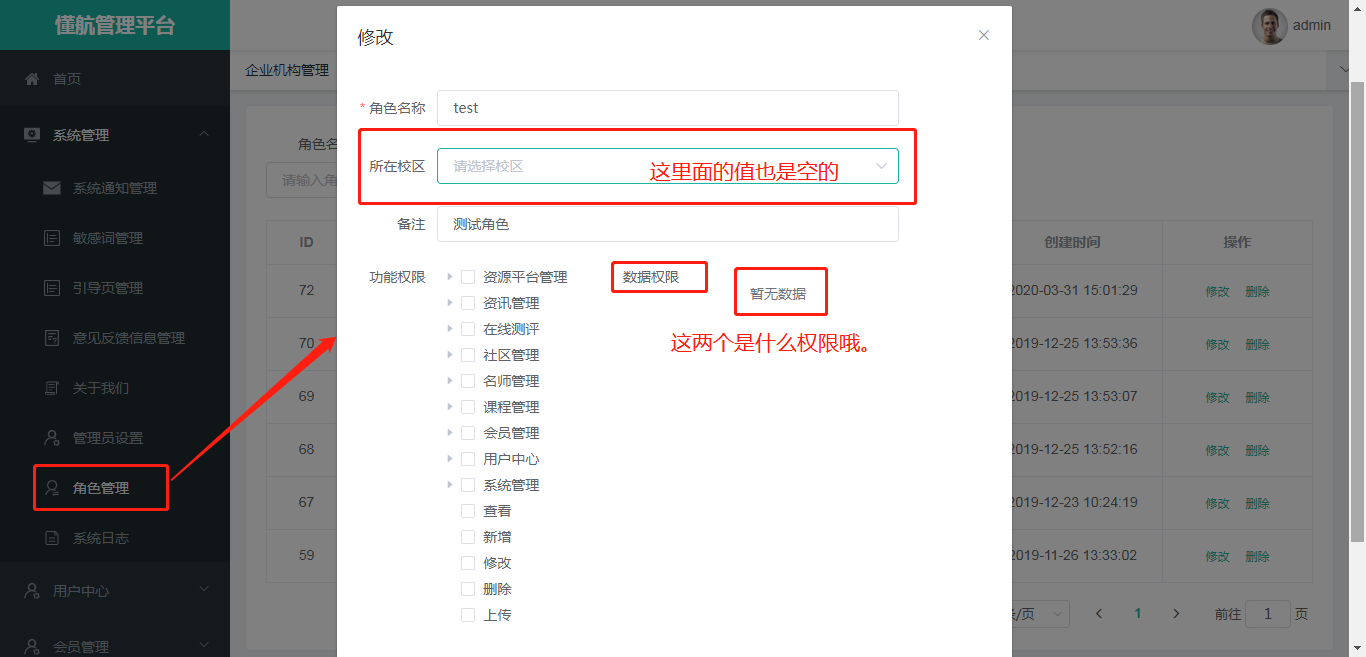 懂航管理平台
admin
首页
企业机构管理
系统管理
系统通知管理
敏感词管理
引导页管理
意见反馈信息管理
关于我们
管理员设置
角色管理
系统日志
用户中心
会员管理
修改
* 角色名称
test
所在校区
请选择校区
这里面的值也是空的
备注
测试角色
功能权限
资源平台管理
资讯管理
在线测评
社区管理
名师管理
课程管理
会员管理
用户中心
系统管理
查看
新增
修改
删除
上传
数据权限
暂无数据
这两个是什么权限哦。
角色名
请输入角
ID 创建时间 操作
72 2020-03-31 15:01:29 修改 删除
70 2019-12-25 13:53:36 修改 删除
69 2019-12-25 13:53:07 修改 删除
68 2019-12-25 13:52:16 修改 删除
67 2019-12-23 10:24:19 修改 删除
59 2019-11-26 13:33:02 修改 删除
/页 1 前往 1 页